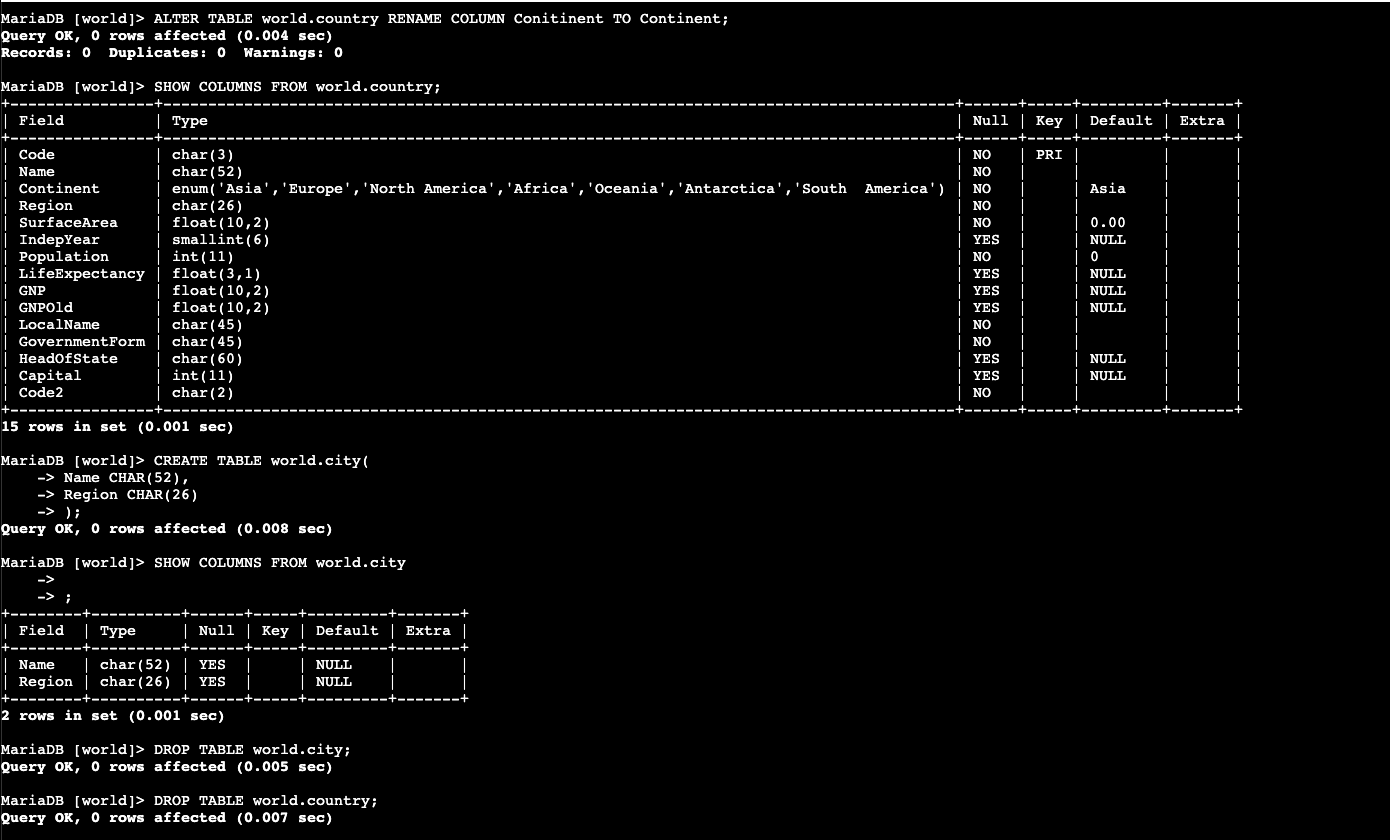 MariaDB [world]> ALTER TABLE world.country RENAME COLUMN Conitinent TO Continent;
Query OK, 0 rows affected (0.004 sec)
Records: 0  Duplicates: 0  Warnings: 0
MariaDB [world]> SHOW COLUMNS FROM world.country;
+----------------+----------------------------------------------------------------------------------------+------+-----+---------+-------+
| Field          | Type                                                                                   | Null | Key | Default | Extra |
+----------------+----------------------------------------------------------------------------------------+------+-----+---------+-------+
| Code           | char(3)                                                                                | NO   | PRI |         |       |
| Name           | char(52)                                                                               | NO   |     |         |       |
| Continent      | enum('Asia','Europe','North America','Africa','Oceania','Antarctica','South  America') | NO   |     | Asia    |       |
| Region         | char(26)                                                                               | NO   |     |         |       |
| SurfaceArea    | float(10,2)                                                                            | NO   |     | 0.00    |       |
| IndepYear      | smallint(6)                                                                            | YES  |     | NULL    |       |
| Population     | int(11)                                                                                | NO   |     | 0       |       |
| LifeExpectancy | float(3,1)                                                                             | YES  |     | NULL    |       |
| GNP            | float(10,2)                                                                            | YES  |     | NULL    |       |
| GNPOld         | float(10,2)                                                                            | YES  |     | NULL    |       |
| LocalName      | char(45)                                                                               | NO   |     |         |       |
| GovernmentForm | char(45)                                                                               | NO   |     |         |       |
| HeadOfState    | char(60)                                                                               | YES  |     | NULL    |       |
| Capital        | int(11)                                                                                | YES  |     | NULL    |       |
| Code2          | char(2)                                                                                | NO   |     |         |       |
+----------------+----------------------------------------------------------------------------------------+------+-----+---------+-------+
15 rows in set (0.001 sec)
MariaDB [world]> CREATE TABLE world.city(
    -> Name CHAR(52),
    -> Region CHAR(26)
    -> );
Query OK, 0 rows affected (0.008 sec)
MariaDB [world]> SHOW COLUMNS FROM world.city
    ->
    -> ;
+--------+----------+------+-----+---------+-------+
| Field  | Type     | Null | Key | Default | Extra |
+--------+----------+------+-----+---------+-------+
| Name   | char(52) | YES  |     | NULL    |       |
| Region | char(26) | YES  |     | NULL    |       |
+--------+----------+------+-----+---------+-------+
2 rows in set (0.001 sec)
MariaDB [world]> DROP TABLE world.city;
Query OK, 0 rows affected (0.005 sec)
MariaDB [world]> DROP TABLE world.country;
Query OK, 0 rows affected (0.007 sec)